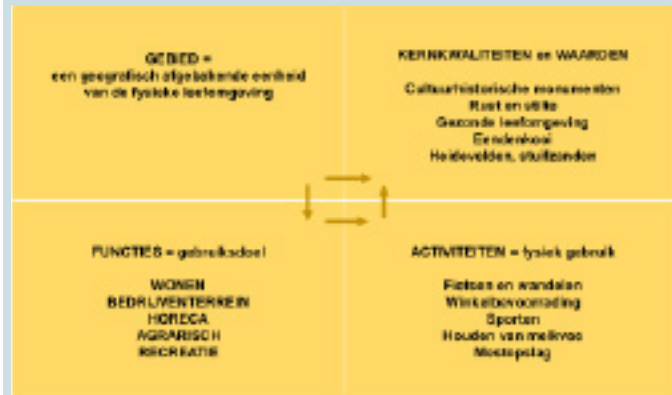 GEBIED =
een geografisch afgebakende eenheid
van de fysieke leefomgeving
KERNKWALITEITEN en WAARDEN
Cultuurhistorische monumenten
Rust en stilte
Gezonde leefomgeving
Eendenkooi
Heidevelden, stuifzanden
FUNCTIES = gebruiksdoel
WONEN
BEDRIJVENTERREIN
HORECA
AGRARISCH
RECREATIE
ACTIVITEITEN = fysiek gebruik
Fietsen en wandelen
Winkelbevoorrading
Sporten
Houden van melkvee
Mestopslag